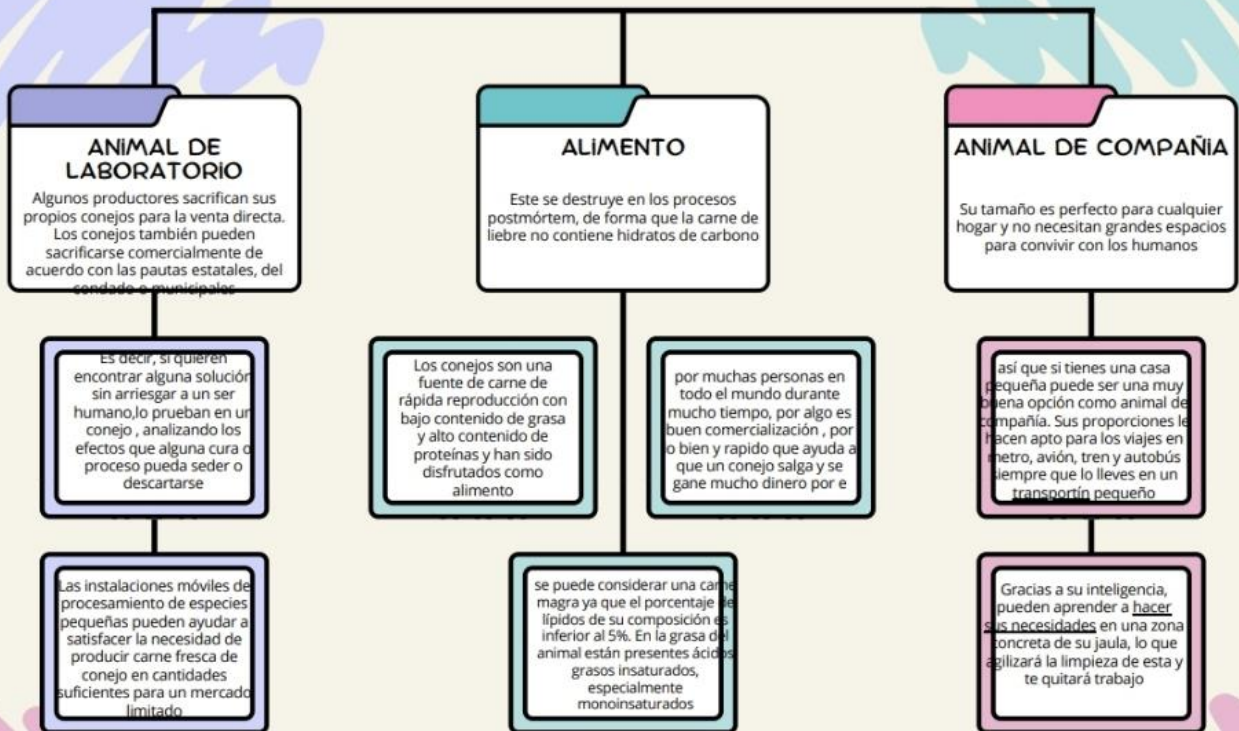 ANIMAL DE
LABORATORIO
Algunos productores sacrifican sus
propios conejos para la venta directa.
Los conejos también pueden
sacrificarse comercialmente de
acuerdo con las pautas estatales, del
condado o municipales
Es decir, si quieren
encontrar alguna solución
sin arriesgar a un ser
humano,lo prueban en un
conejo , analizando los
efectos que alguna cura o
proceso pueda seder o
descartarse
Las instalaciones móviles de
procesamiento de especies
pequeñas pueden ayudar a
satisfacer la necesidad de
producir carne fresca de
conejo en cantidades
suficientes para un mercado
limitado
ALIMENTO
Este se destruye en los procesos
postmórtem, de forma que la carne de
liebre no contiene hidratos de carbono
Los conejos son una
fuente de carne de
rápida reproducción con
bajo contenido de grasa
y alto contenido de
proteínas y han sido
disfrutados como
alimento
por muchas personas en
todo el mundo durante
mucho tiempo, por algo es
buen comercialización , por
o bien y rapido que ayuda a
que un conejo salga y se
gane mucho dinero por e
se puede considerar una carne
magra ya que el porcentaje de
lípidos de su composición es
inferior al 5%. En la grasa del
animal están presentes ácidos
grasos insaturados,
especialmente
monoinsaturados
ANIMAL DE COMPAÑIA
Su tamaño es perfecto para cualquier
hogar y no necesitan grandes espacios
para convivir con los humanos
así que si tienes una casa
pequeña puede ser una muy
buena opción como animal de
compañía. Sus proporciones le
hacen apto para los viajes en
metro, avión, tren y autobús
siempre que lo lleves en un
transportín pequeño
Gracias a su inteligencia,
pueden aprender a hacer
sus necesidades en una zona
concreta de su jaula, lo que
agilizará la limpieza de esta y
te quitará trabajo